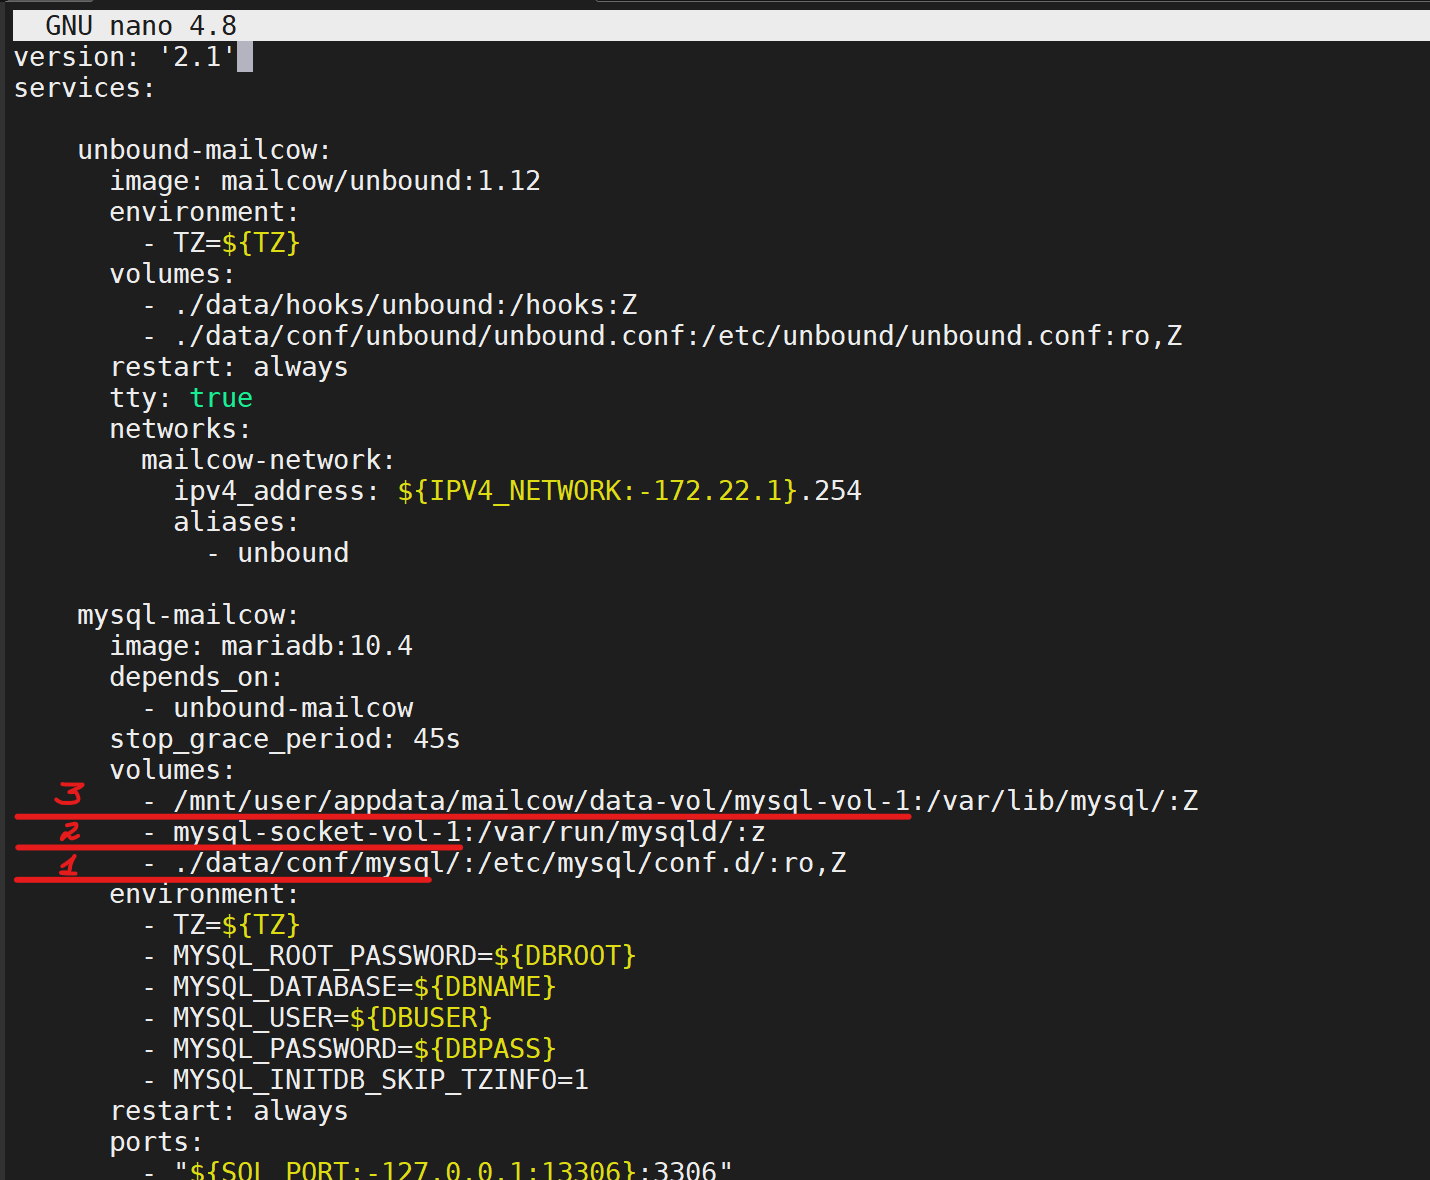 GNU nano 4.8
version: '2.1'
services:
unbound-mailcow:
image: mailcow/unbound:1.12
environment:
- TZ=${TZ}
volumes:
- ./data/hooks/unbound:/hooks:Z
- ./data/conf/unbound/unbound.conf:/etc/unbound/unbound.conf:ro,Z
restart: always
tty: true
networks:
mailcow-network:
ipv4_address: ${IPV4_NETWORK:-172.22.1}.254
aliases:
- unbound
mysql-mailcow:
image: mariadb:10.4
depends_on:
- unbound-mailcow
stop_grace_period: 45s
volumes:
3 - /mnt/user/appdata/mailcow/data-vol/mysql-vol-1:/var/lib/mysql/:Z
2 - mysql-socket-vol-1:/var/run/mysqld/:z
1 - ./data/conf/mysql/:/etc/mysql/conf.d/:ro,Z
environment:
- TZ=${TZ}
- MYSQL_ROOT_PASSWORD=${DBROOT}
- MYSQL_DATABASE=${DBNAME}
- MYSQL_USER=${DBUSER}
- MYSQL_PASSWORD=${DBPASS}
- MYSQL_INITDB_SKIP_TZINFO=1
restart: always
ports:
- "${SQL_PORT:-127.0.0.1:13306}:3306"